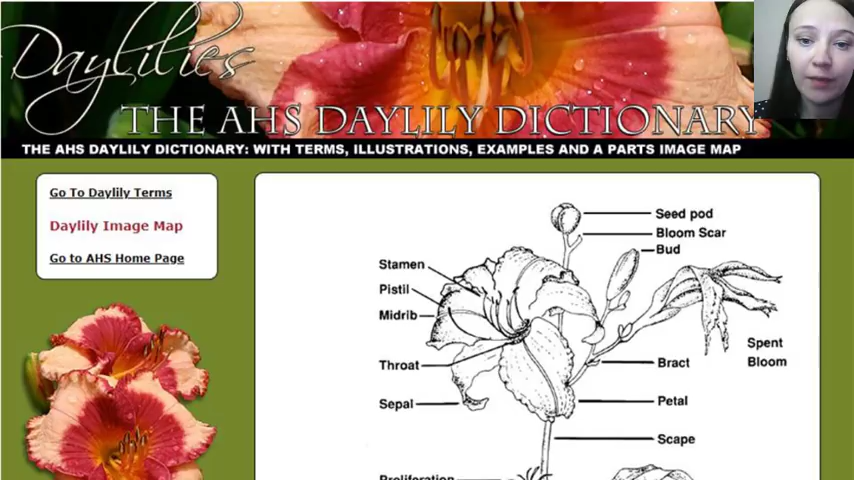 Daylilies
THE AHS DAYLILY DICTIONARY
THE AHS DAYLILY DICTIONARY: WITH TERMS, ILLUSTRATIONS, EXAMPLES AND A PARTS IMAGE MAP
Go To Daylily Terms
Daylily Image Map
Go to AHS Home Page
Seed pod
Bloom Scar
Bud
Stamen
Pistil
Midrib
Throat
Sepal
Spent
Bloom
Bract
Petal
Scape
Proliferation